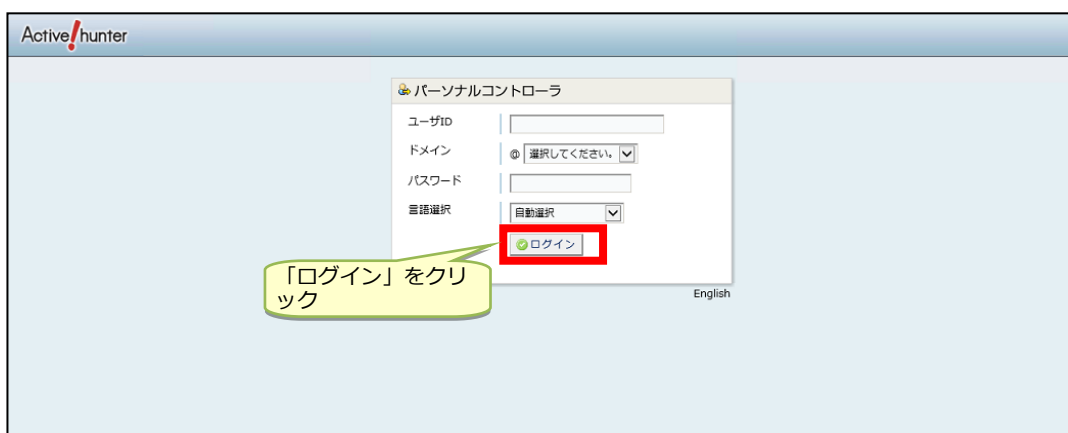 Active!hunter
パーソナルコントローラ
ユーザID
ドメイン @ 選択してください。
パスワード
言語選択 自動選択
ログイン
「ログイン」をクリ
ック
English